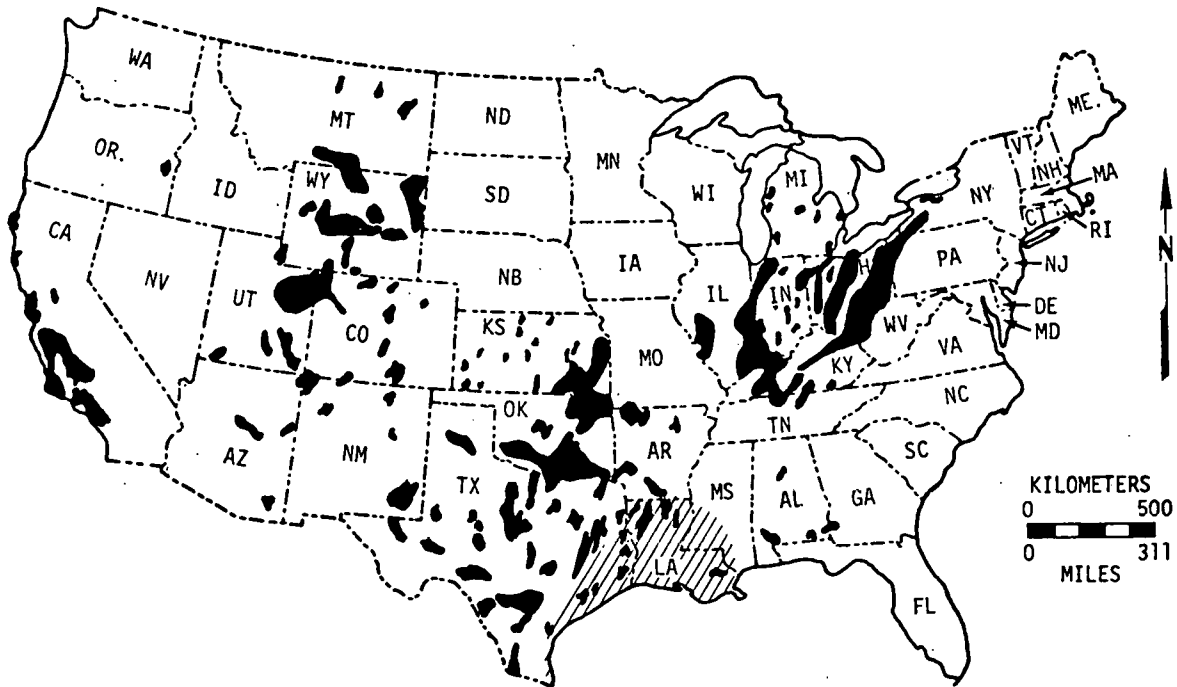 WA
MT
ND
MN
OR.
ID
WY
SD
WI
MI
NY
VT
NH
ME.
MA
CT
RI
CA
NV
UT
CO
NB
IA
IL
IN
H
PA
NJ
DE
MD
KS
MO
KY
WV
VA
AZ
NM
OK
TX
AR
TN
NC
SC
MS
AL
GA
LA
FL
N
KILOMETERS
0 500
0 311
MILES